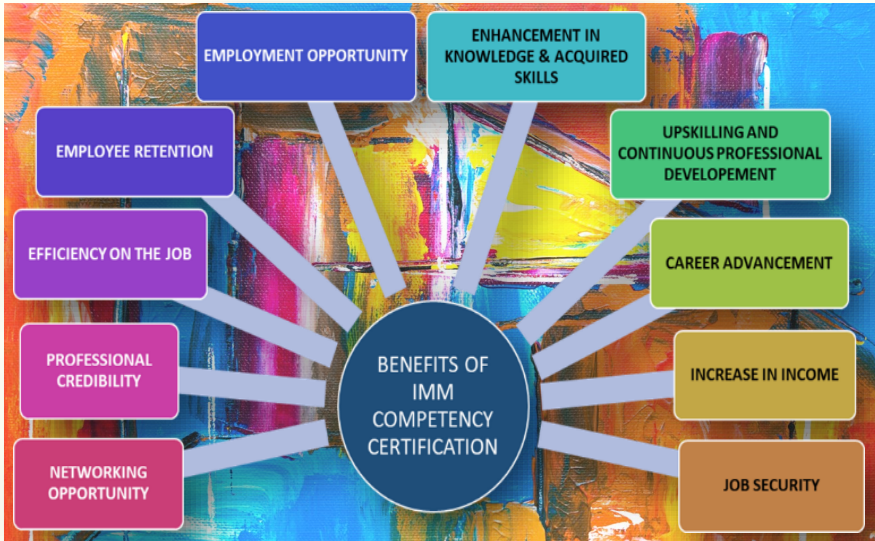 EMPLOYMENT OPPORTUNITY
ENHANCEMENT IN
KNOWLEDGE & ACQUIRED
SKILLS
EMPLOYEE RETENTION
UPSKILLING AND
CONTINUOUS PROFESSIONAL
DEVELOPEMENT
EFFICIENCY ON THE JOB
CAREER ADVANCEMENT
PROFESSIONAL
CREDIBILITY
BENEFITS OF
IMM
COMPETENCY
CERTIFICATION
INCREASE IN INCOME
NETWORKING
OPPORTUNITY
JOB SECURITY